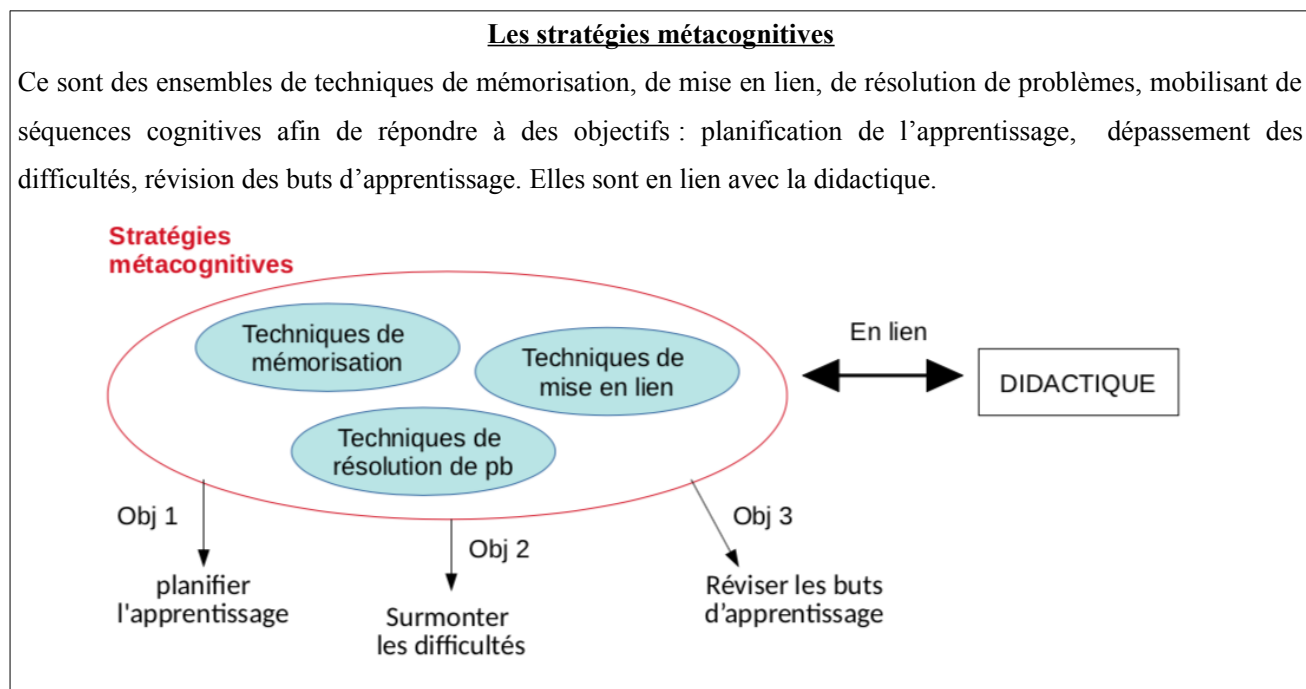 Les stratégies métacognitives
Ce sont des ensembles de techniques de mémorisation, de mise en lien, de résolution de problèmes, mobilisant de
séquences cognitives afin de répondre à des objectifs : planification de l’apprentissage, dépassement des
difficultés, révision des buts d’apprentissage. Elles sont en lien avec la didactique.
Stratégies
métacognitives
Techniques de
mémorisation
Techniques de
mise en lien
Techniques de
résolution de pb
En lien
DIDACTIQUE
Obj 1
planifier
l'apprentissage
Obj 2
Surmonter
les difficultés
Obj 3
Réviser les buts
d’apprentissage